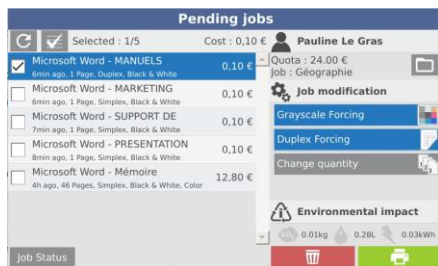 Pending jobs
Selected : 1/5
Cost : 0,10 €
Microsoft Word - MANUELS
6min ago, 1 Page, Duplex, Black & White
0,10 €
Microsoft Word - MARKETING
6min ago, 1 Page, Simplex, Black & White
0,10 €
Microsoft Word - SUPPORT DE
7min ago, 1 Page, Simplex, Black & White
0,10 €
Microsoft Word - PRESENTATION
8min ago, 1 Page, Simplex, Black & White
0,10 €
Microsoft Word - Mémoire
4h ago, 46 Pages, Simplex, Black & White, Color
12,80 €
Job Status
Pauline Le Gras
Quota : 24.00 €
Job : Géographie
Job modification
Grayscale Forcing
Duplex Forcing
Change quantity
Environmental impact
0.01kg
0.28L
0.03kWh